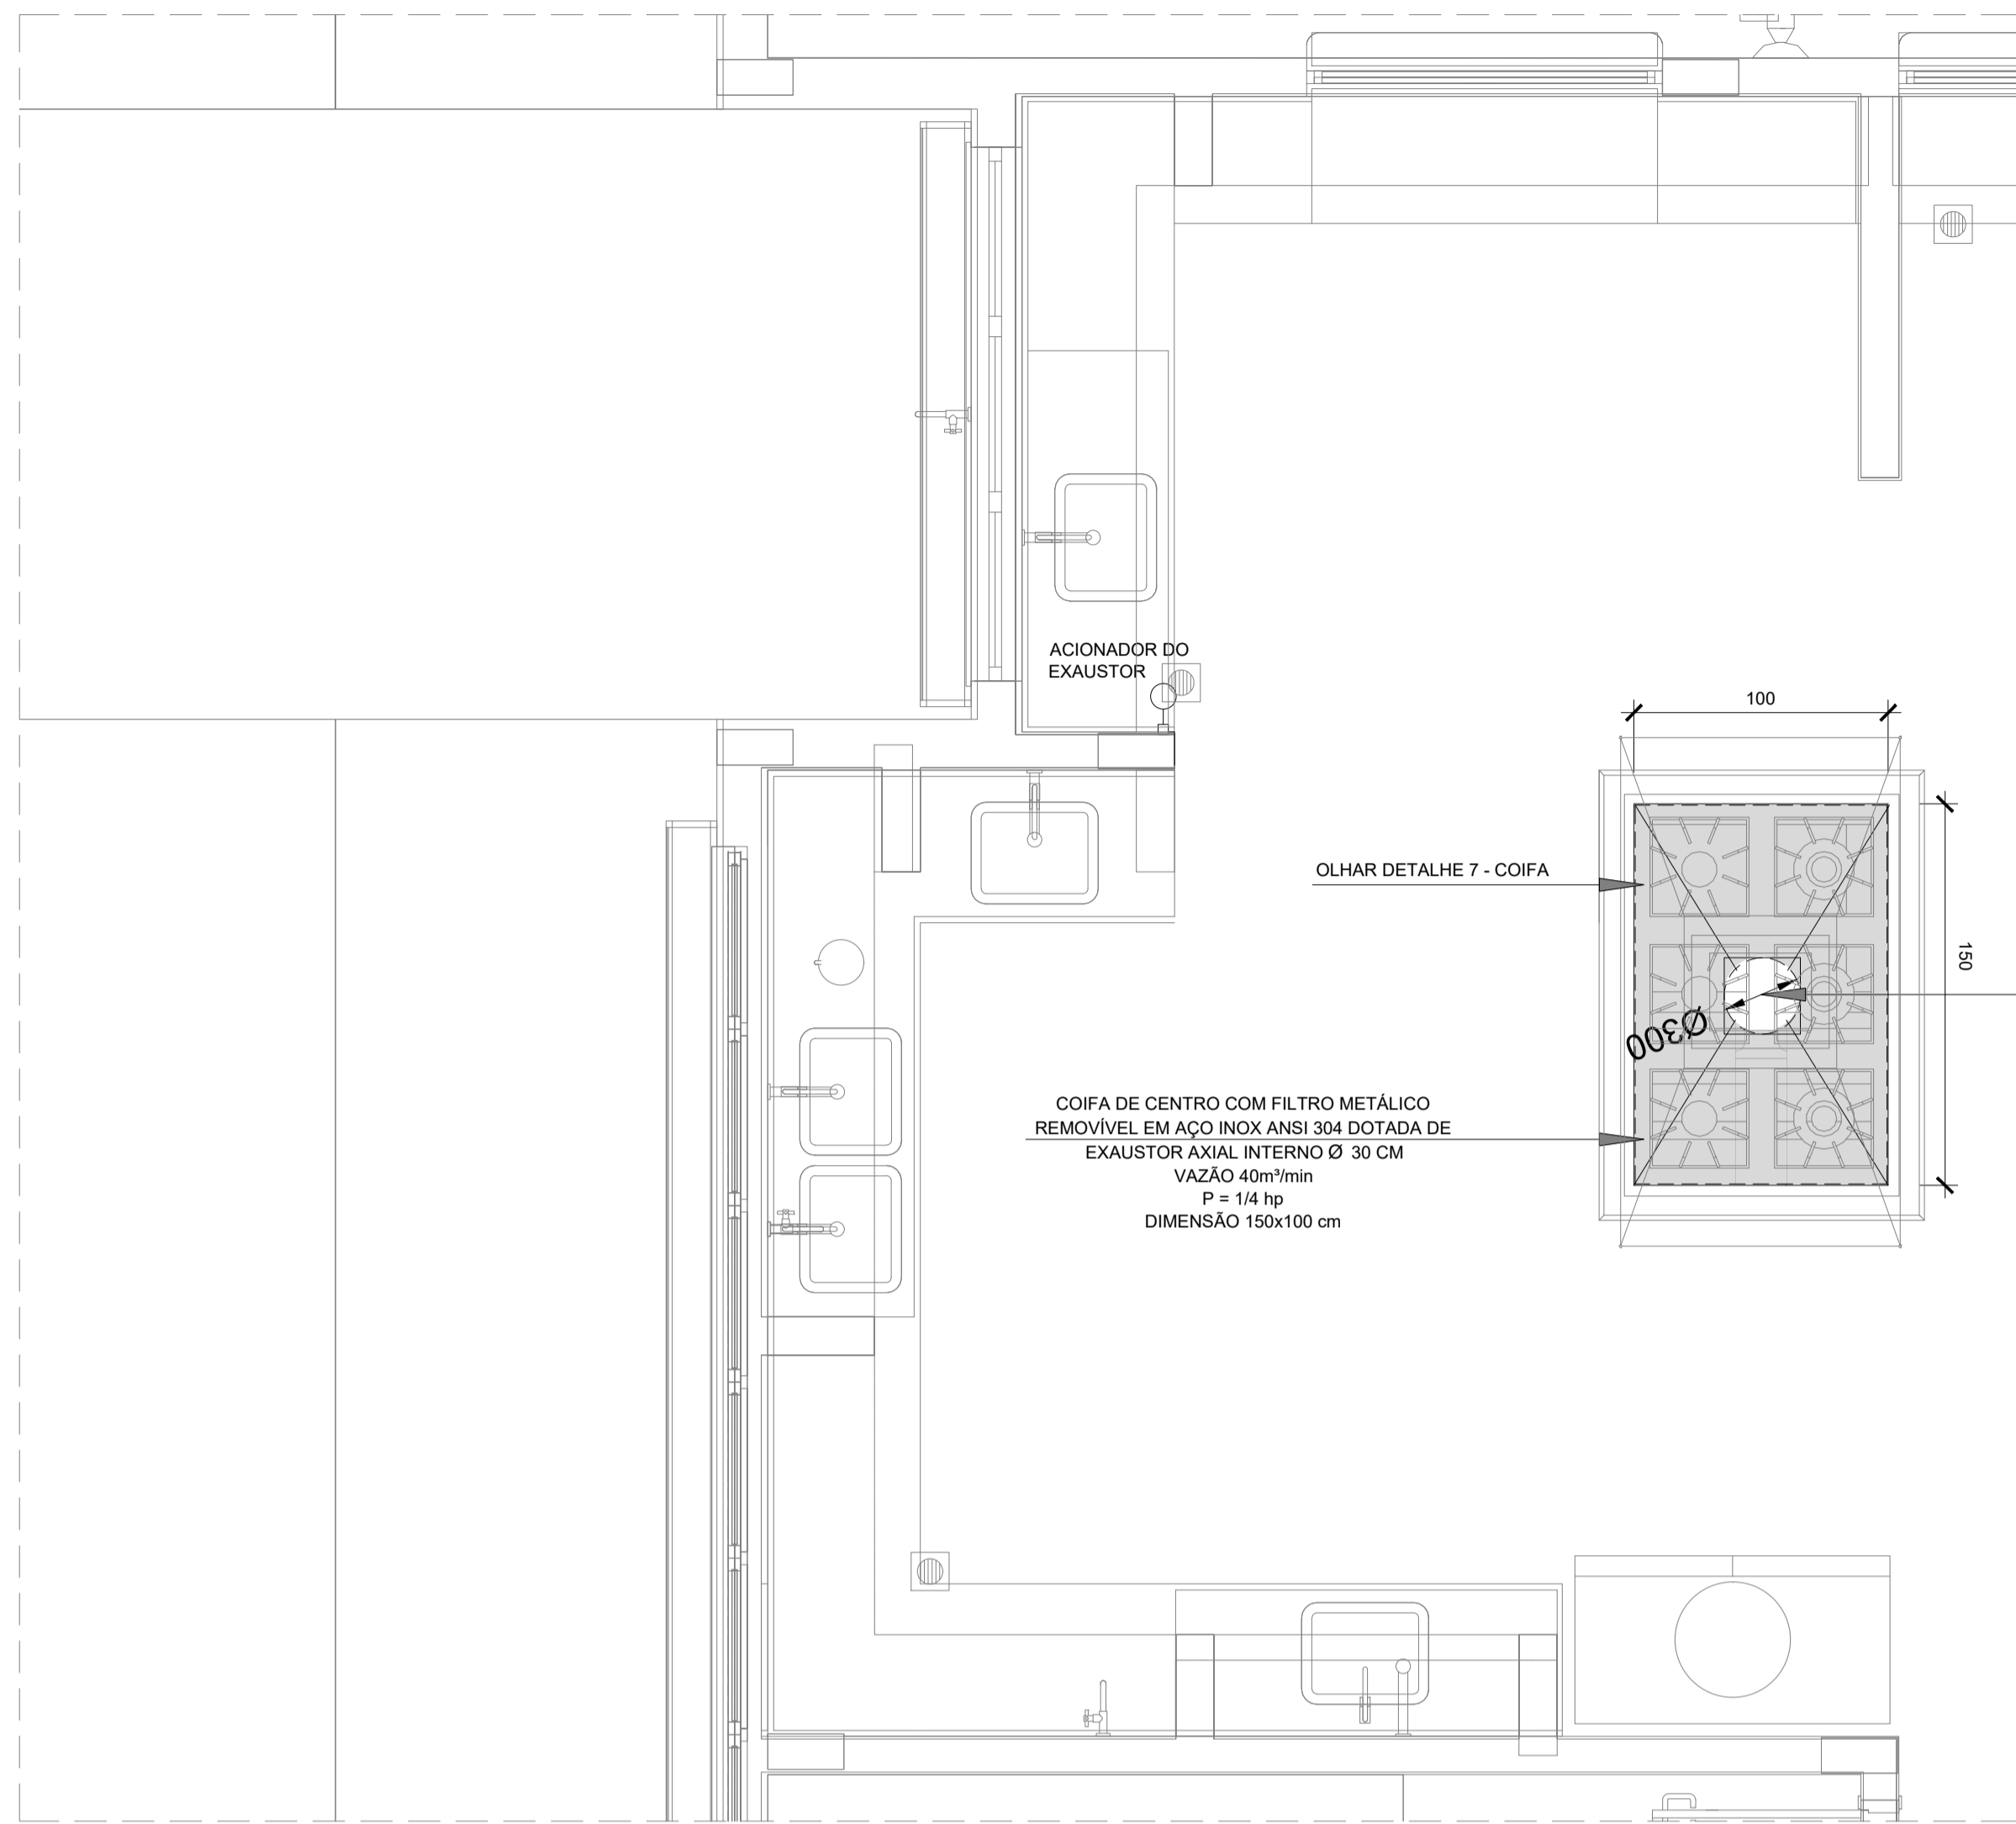 ACIONADOR DO
EXAUSTOR
100
OLHAR DETALHE 7 - COIFA
150
Ø300
COIFA DE CENTRO COM FILTRO METÁLICO
REMOVÍVEL EM AÇO INOX ANSI 304 DOTADA DE
EXAUSTOR AXIAL INTERNO Ø 30 CM
VAZÃO 40m³/min
P = 1/4 hp
DIMENSÃO 150x100 cm